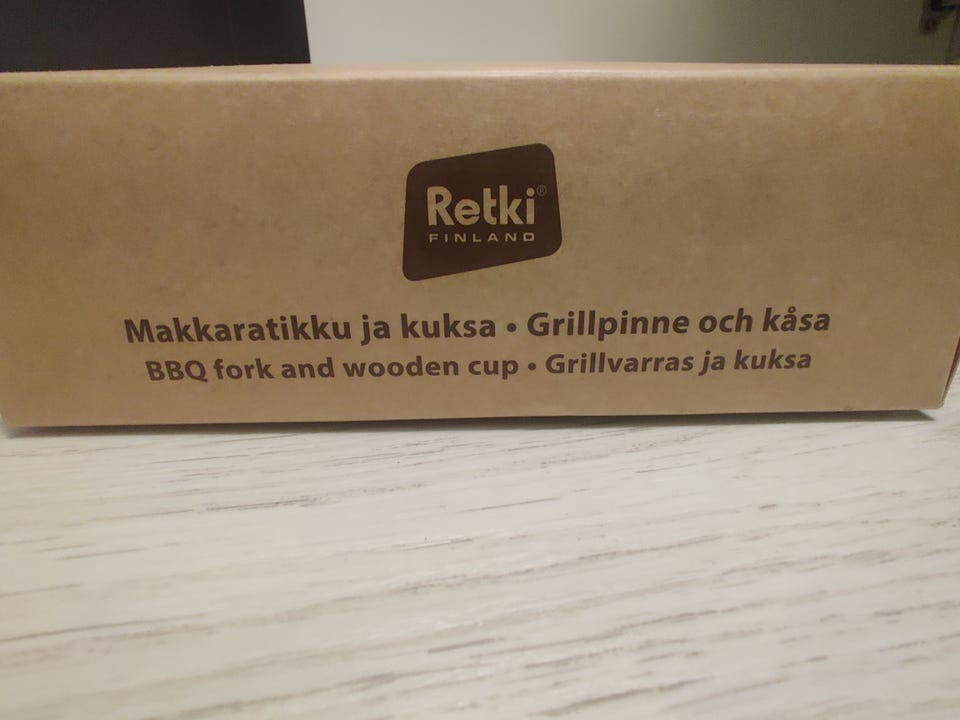 Retki®
FINLAND
Makkaratikku ja kuksa • Grillpinne och kåsa
BBQ fork and wooden cup • Grillvarras ja kuksa